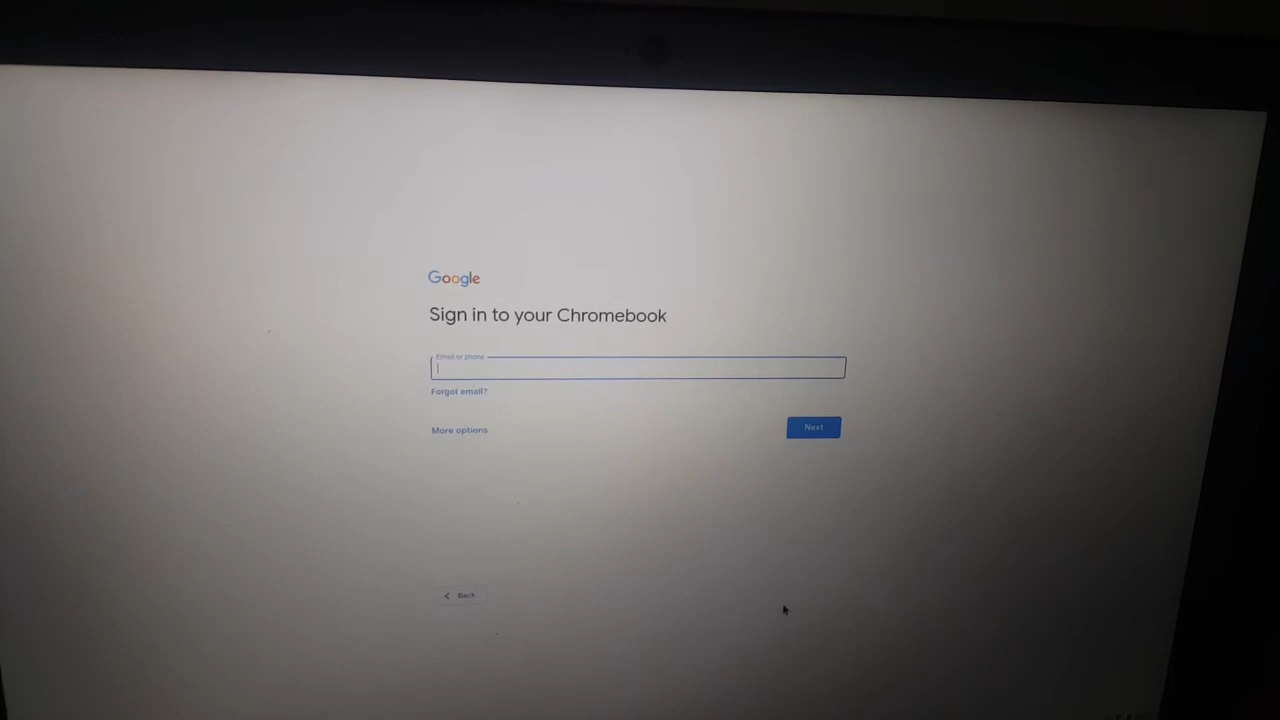 Google
Sign in to your Chromebook
Email or phone
Forgot email?
More options
Next
Back